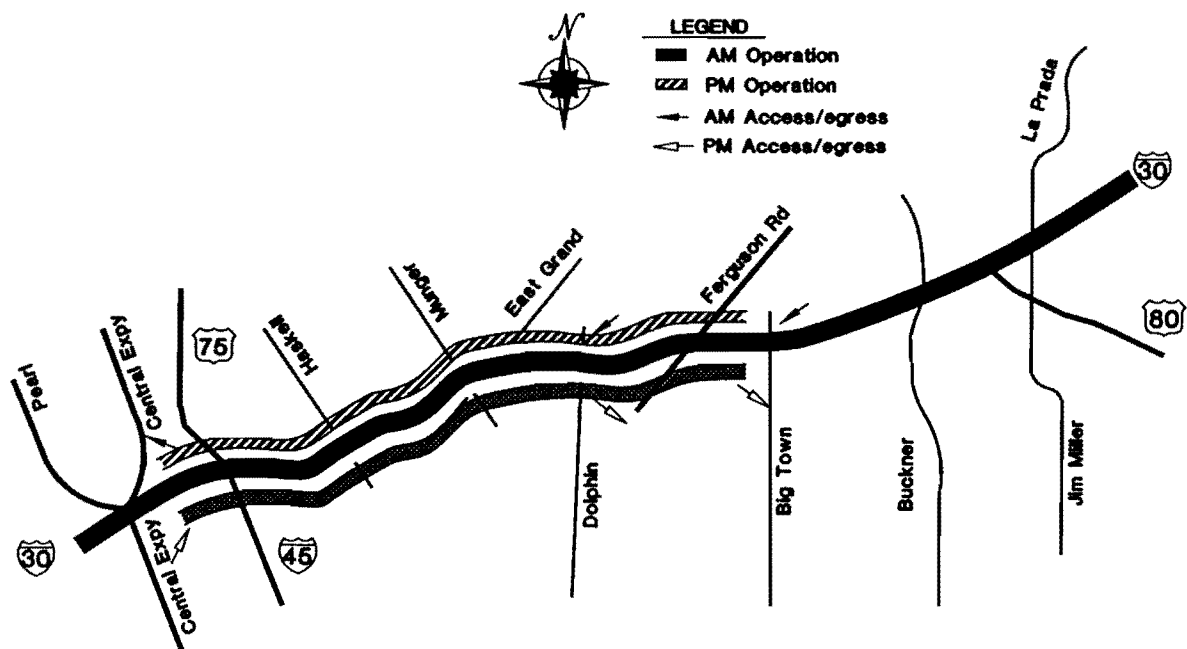 N
LEGEND
AM Operation
PM Operation
AM Access/egress
PM Access/egress
La Prada
30
Ferguson Rd
East Grand
Munger
Haskell
75
80
Central Expy
Pearl
Dolphin
Big Town
Buckner
Jim Miller
30
Central Expy
45